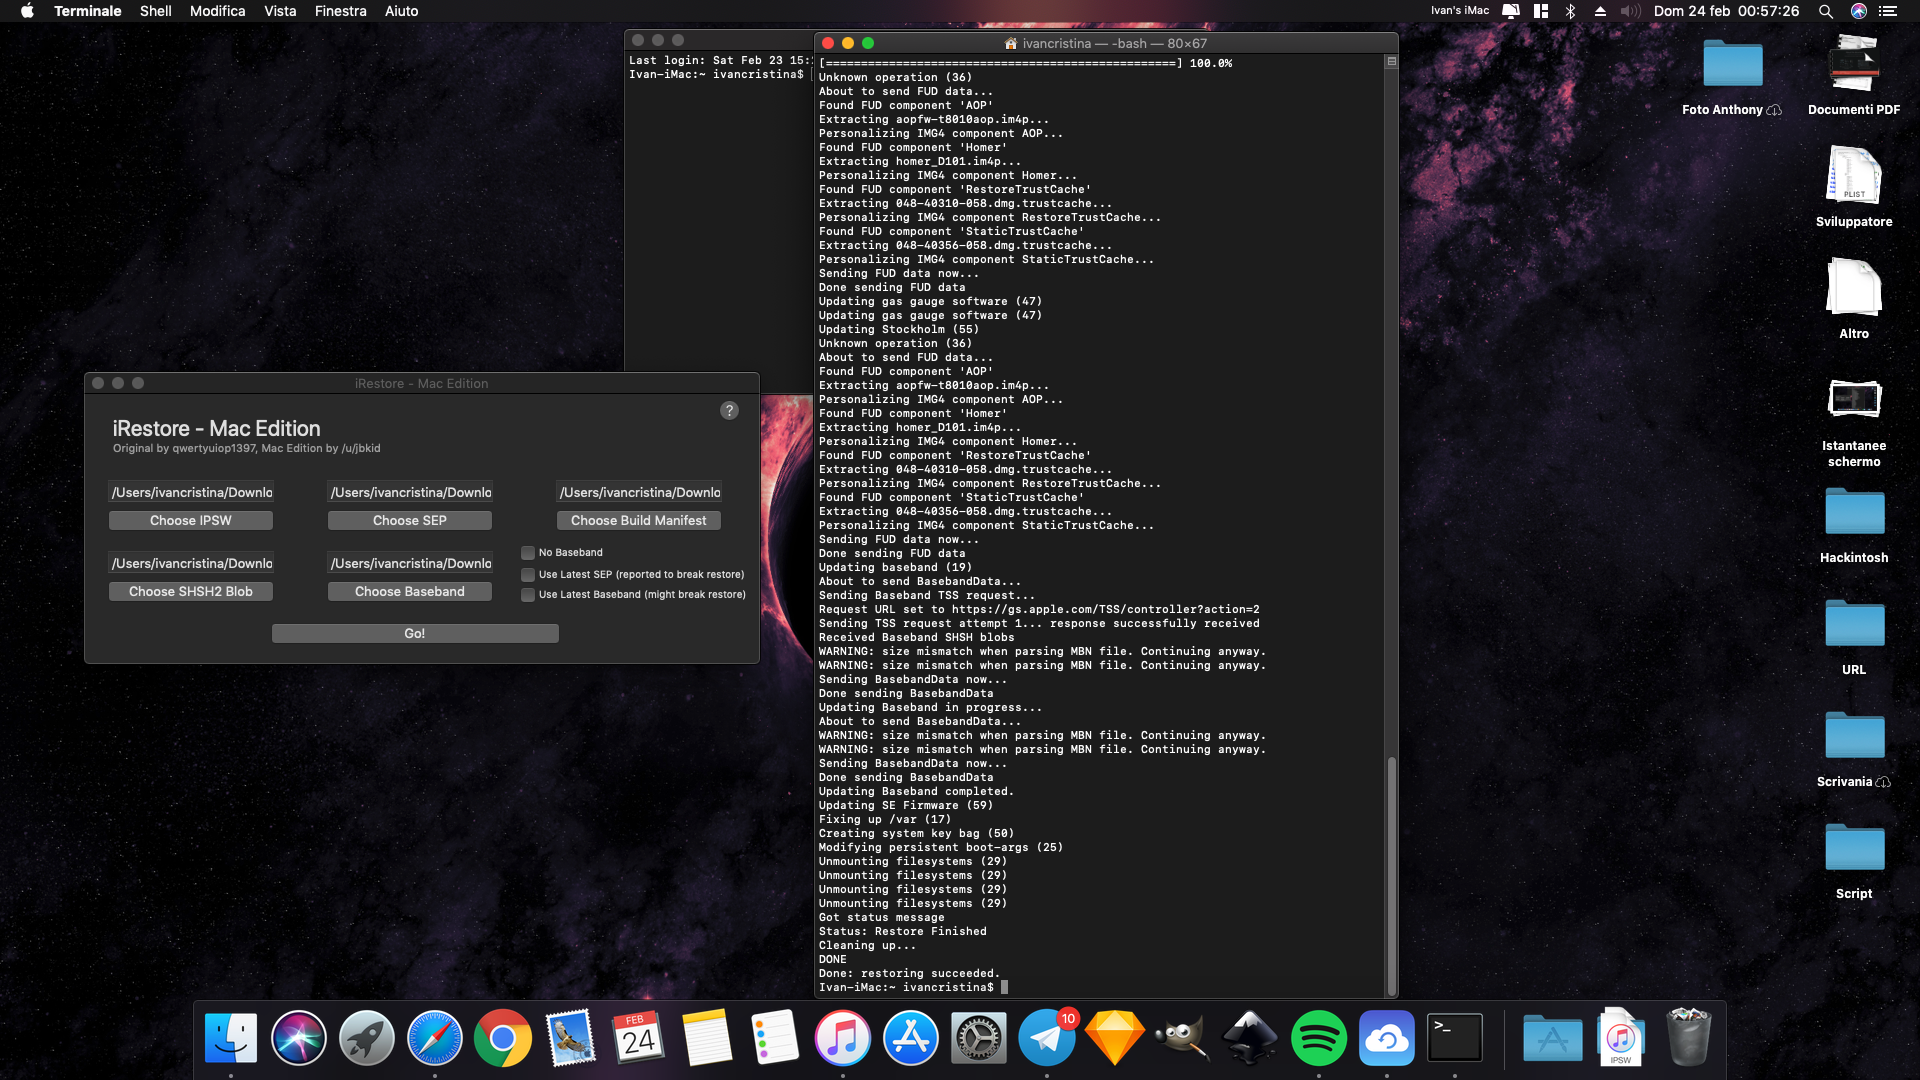 Terminale Shell Modifica Vista Finestra Aiuto
Ivan's iMac Dom 24 feb 00:57:26
Last login: Sat Feb 23 15:
Ivan-iMac:~ ivancristina$
ivancristina — -bash — 80×67
[==================================================] 100.0%
Unknown operation (36)
About to send FUD data...
Found FUD component 'AOP'
Extracting aopfw-t8010aop.im4p...
Personalizing IMG4 component AOP...
Found FUD component 'Homer'
Extracting homer_D101.im4p...
Personalizing IMG4 component Homer...
Found FUD component 'RestoreTrustCache'
Extracting 048-40310-058.dmg.trustcache...
Personalizing IMG4 component RestoreTrustCache...
Found FUD component 'StaticTrustCache'
Extracting 048-40356-058.dmg.trustcache...
Personalizing IMG4 component StaticTrustCache...
Sending FUD data now...
Done sending FUD data
Updating gas gauge software (47)
Updating gas gauge software (47)
Updating Stockholm (55)
Unknown operation (36)
About to send FUD data...
Found FUD component 'AOP'
Extracting aopfw-t8010aop.im4p...
Personalizing IMG4 component AOP...
Found FUD component 'Homer'
Extracting homer_D101.im4p...
Personalizing IMG4 component Homer...
Found FUD component 'RestoreTrustCache'
Extracting 048-40310-058.dmg.trustcache...
Personalizing IMG4 component RestoreTrustCache...
Found FUD component 'StaticTrustCache'
Extracting 048-40356-058.dmg.trustcache...
Personalizing IMG4 component StaticTrustCache...
Sending FUD data now...
Done sending FUD data
Updating baseband (19)
About to send BasebandData...
Sending Baseband TSS request...
Request URL set to https://gs.apple.com/TSS/controller?action=2
Sending TSS request attempt 1... response successfully received
Received Baseband SHSH blobs
WARNING: size mismatch when parsing MBN file. Continuing anyway.
WARNING: size mismatch when parsing MBN file. Continuing anyway.
Sending BasebandData now...
Done sending BasebandData
Updating Baseband in progress...
About to send BasebandData...
WARNING: size mismatch when parsing MBN file. Continuing anyway.
WARNING: size mismatch when parsing MBN file. Continuing anyway.
Sending BasebandData now...
Done sending BasebandData
Updating Baseband completed.
Updating SE Firmware (59)
Fixing up /var (17)
Creating system key bag (50)
Modifying persistent boot-args (25)
Unmounting filesystems (29)
Unmounting filesystems (29)
Unmounting filesystems (29)
Unmounting filesystems (29)
Got status message
Status: Restore Finished
Cleaning up...
DONE
Done: restoring succeeded.
Ivan-iMac:~ ivancristina$
iRestore - Mac Edition
?
iRestore - Mac Edition
Original by qwertyuiop1397, Mac Edition by /u/jbkid
/Users/ivancristina/Downlo /Users/ivancristina/Downlo /Users/ivancristina/Downlo
Choose IPSW Choose SEP Choose Build Manifest
No Baseband
/Users/ivancristina/Downlo /Users/ivancristina/Downlo
Use Latest SEP (reported to break restore)
Choose SHSH2 Blob Choose Baseband
Use Latest Baseband (might break restore)
Go!
Foto Anthony
Documenti PDF
PLIST
Sviluppatore
Altro
Istantanee
schermo
Hackintosh
URL
Scrivania
Script
FEB
24
10
>_
IPSW